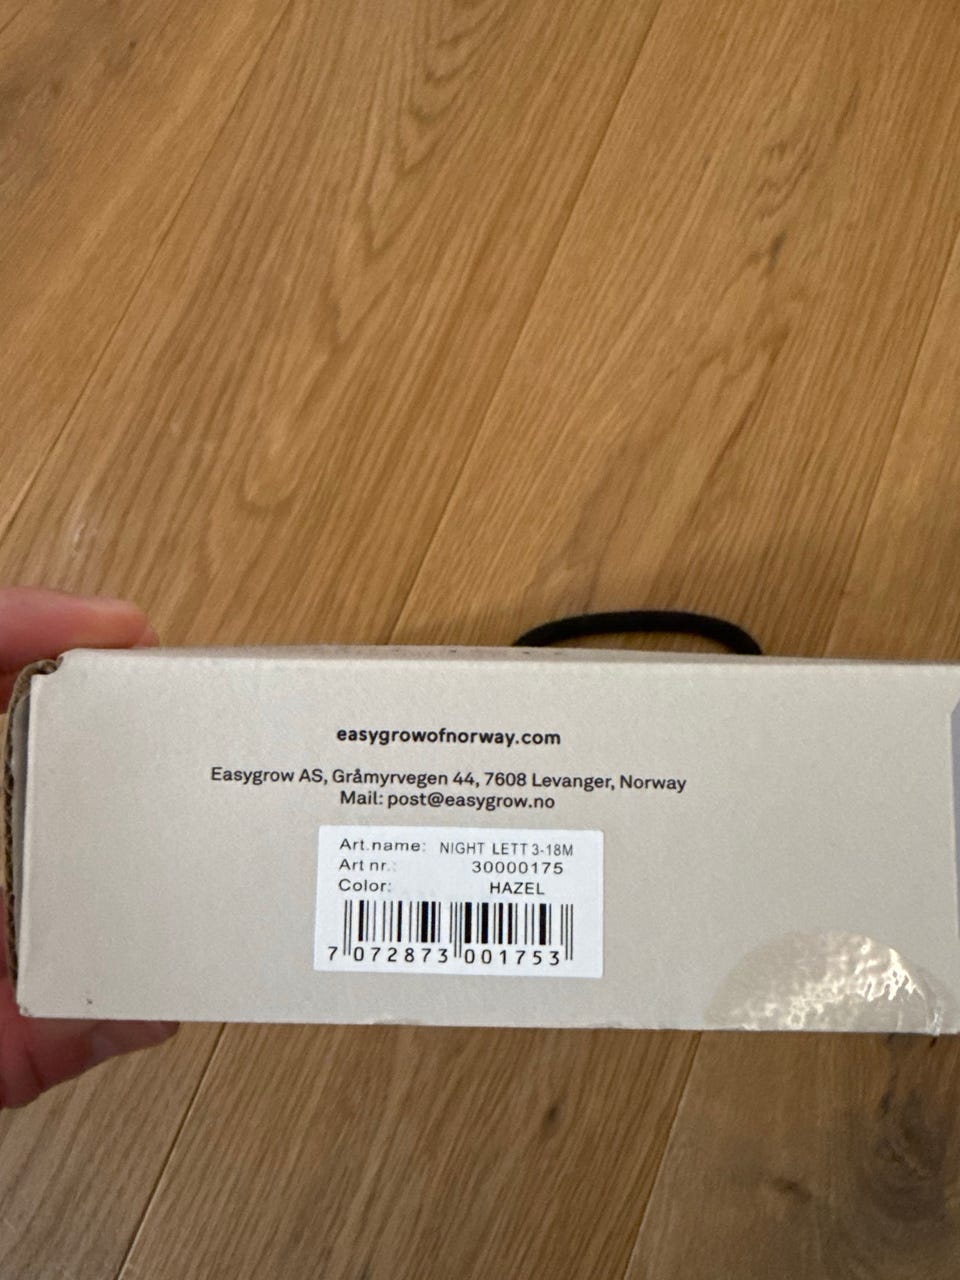 easygrowofnorway.com
Easygrow AS, Gråmyrvegen 44, 7608 Levanger, Norway
Mail: post@easygrow.no
Art.name: NIGHT LETT 3-18M
Art nr.: 30000175
Color: HAZEL
7 072873 001753